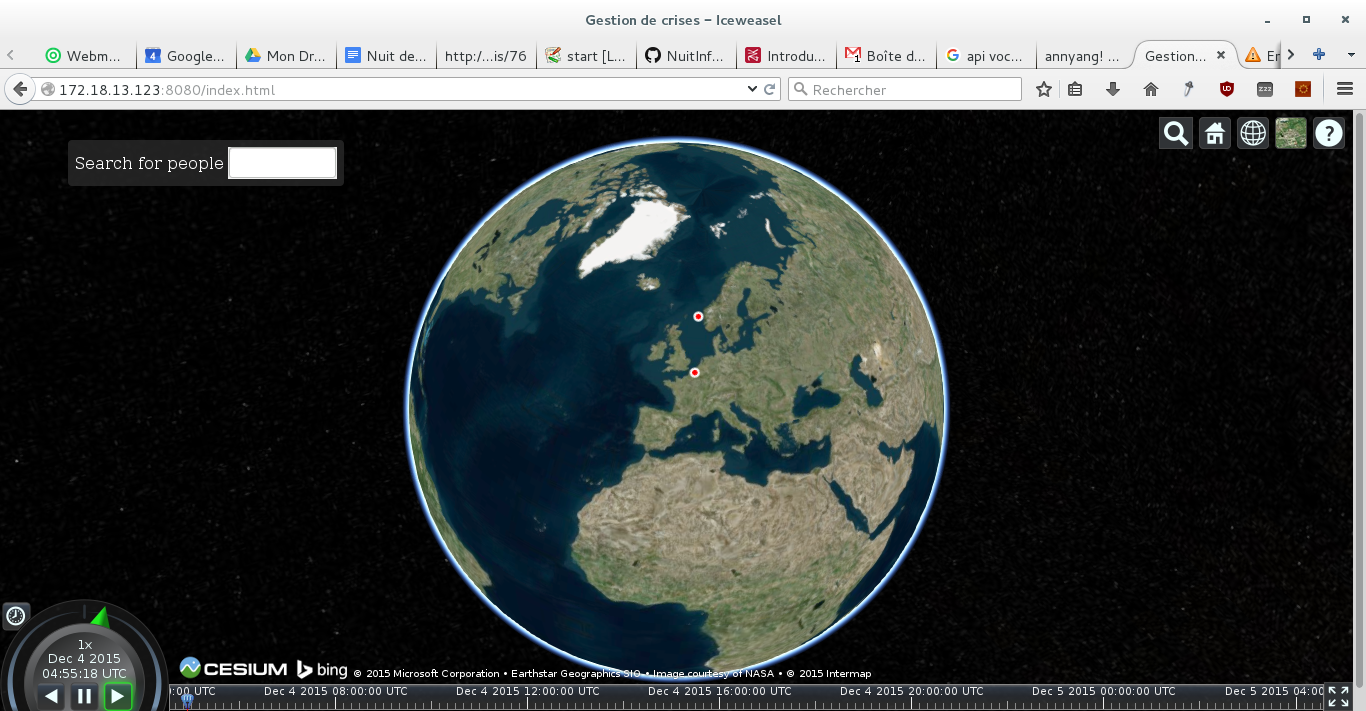 Gestion de crises – Iceweasel
Webm...
Google...
Mon Dr...
Nuit de...
http:/...is/76
start [L...
NuitInf...
Introdu...
Boîte d...
api voc...
annyang! ...
Gestion...
Er
172.18.13.123:8080/index.html
Rechercher
Search for people
1x
Dec 4 2015
04:55:18 UTC
CESIUM bing © 2015 Microsoft Corporation • Earthstar Geographics SIO • Image courtesy of NASA • © 2015 Intermap
:00 UTC Dec 4 2015 08:00:00 UTC Dec 4 2015 12:00:00 UTC Dec 4 2015 16:00:00 UTC Dec 4 2015 20:00:00 UTC Dec 5 2015 00:00:00 UTC Dec 5 2015 04:00